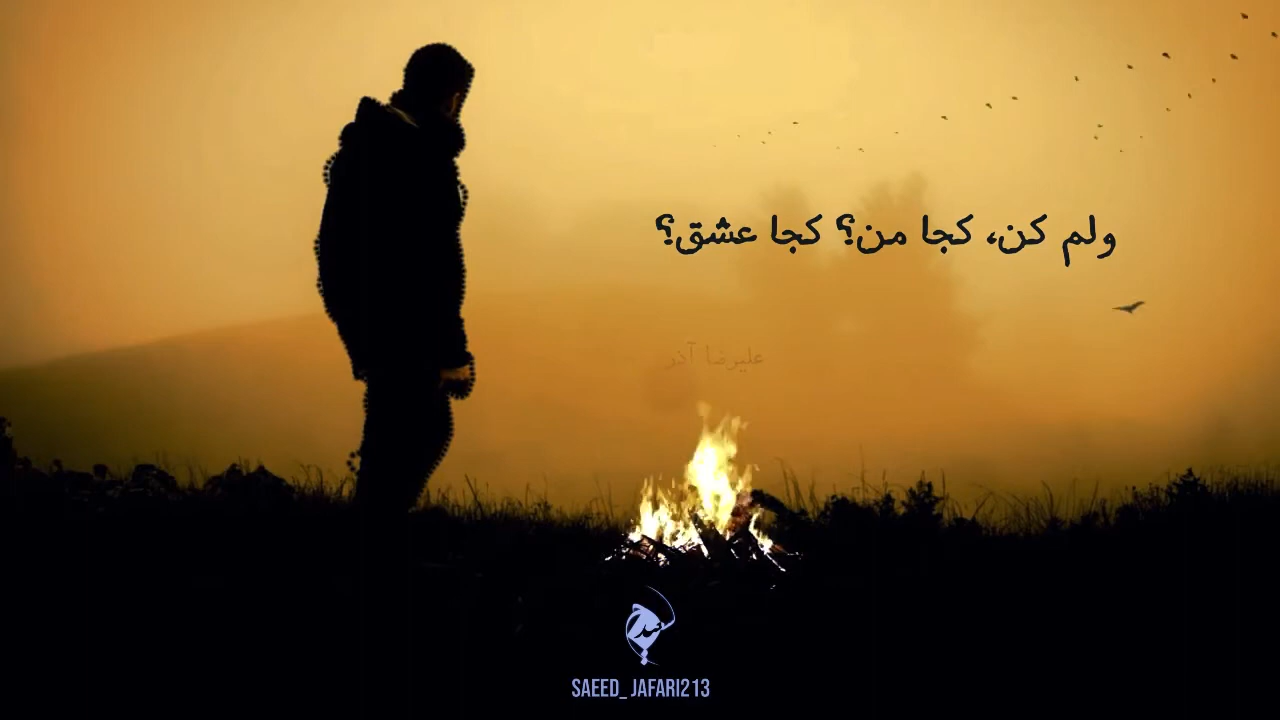 ولم کن، کجا من؟ کجا عشق؟
علیرضا آذر
SAEED_JAFARI213